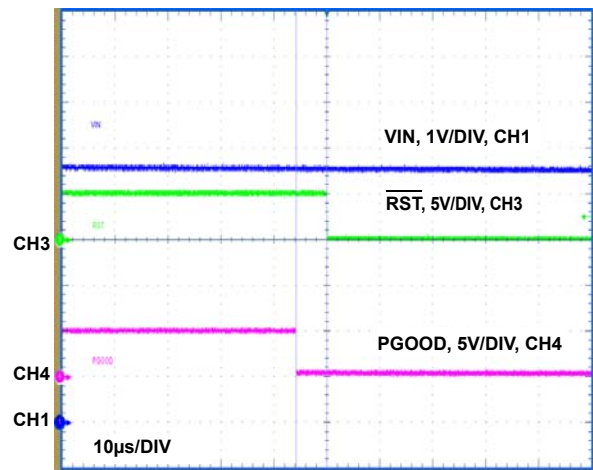 VIN
VIN, 1V/DIV, CH1
R̅S̅T̅, 5V/DIV, CH3
RST
CH3
PGOOD, 5V/DIV, CH4
PGOOD
CH4
CH1
10µs/DIV